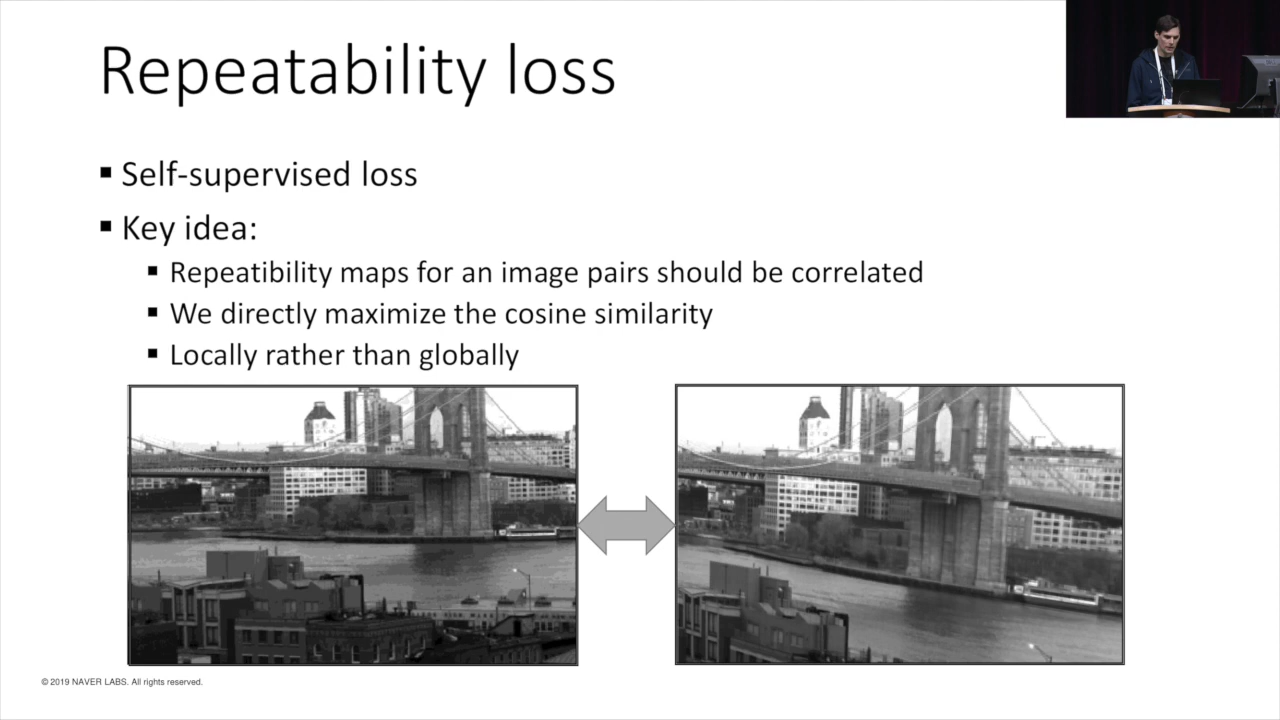 Repeatability loss
▪ Self-supervised loss
▪ Key idea:
▪ Repeatibility maps for an image pairs should be correlated
▪ We directly maximize the cosine similarity
▪ Locally rather than globally
© 2019 NAVER LABS. All rights reserved.